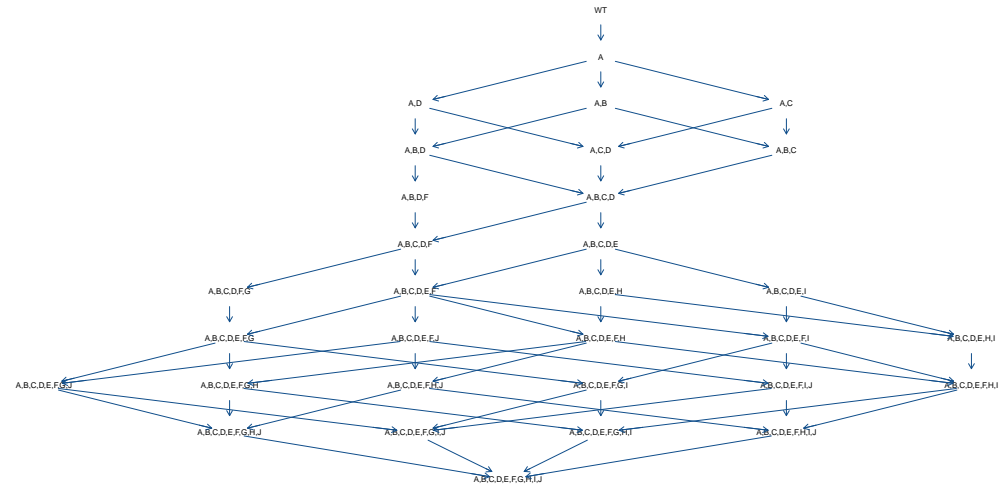 WT
A
A,D
A,B
A,C
A,B,D
A,C,D
A,B,C
A,B,D,F
A,B,C,D
A,B,C,D,F
A,B,C,D,E
A,B,C,D,F,G
A,B,C,D,E,F
A,B,C,D,E,H
A,B,C,D,E,I
A,B,C,D,E,F,G
A,B,C,D,E,F,J
A,B,C,D,E,F,H
A,B,C,D,E,F,I
A,B,C,D,E,H,I
A,B,C,D,E,F,G,J
A,B,C,D,E,F,G,H
A,B,C,D,E,F,H,J
A,B,C,D,E,F,G,I
A,B,C,D,E,F,I,J
A,B,C,D,E,F,H,I
A,B,C,D,E,F,G,H,J
A,B,C,D,E,F,G,I,J
A,B,C,D,E,F,G,H,I
A,B,C,D,E,F,H,I,J
A,B,C,D,E,F,G,H,I,J